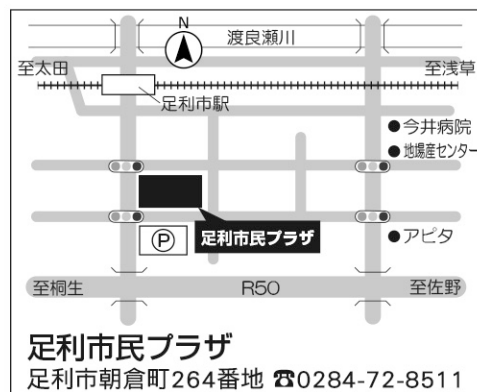 N
渡良瀬川
至太田
至浅草
足利市駅
●今井病院
●地場産センター
足利市民プラザ
P
●アピタ
至桐生
R50
至佐野
足利市民プラザ
足利市朝倉町264番地 ☎0284-72-8511